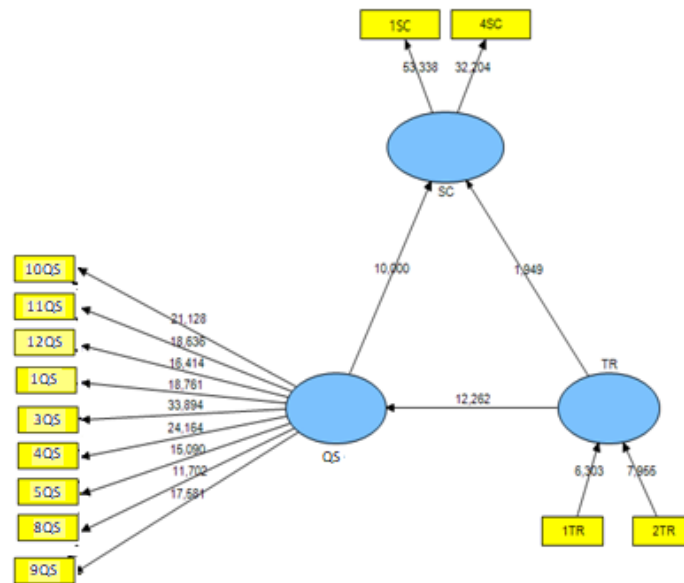 1SC
4SC
53,338
32,204
SC
10,000
1,949
10QS
11QS
12QS
1QS
3QS
4QS
5QS
8QS
9QS
21,128
18,636
16,414
18,761
33,894
24,164
15,090
11,702
17,581
QS
12,262
TR
6,303
7,955
1TR
2TR